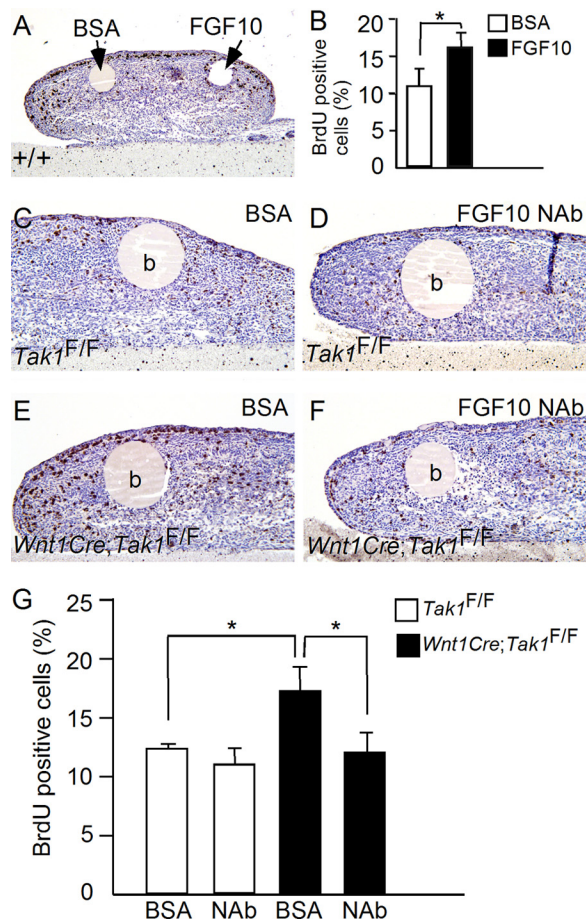 A
BSA
FGF10
+/+
B
*
BSA
FGF10
BrdU positive
cells (%)
20
15
10
5
0
C
BSA
b
Tak1F/F
D
FGF10 NAb
b
Tak1F/F
E
BSA
b
Wnt1Cre;Tak1F/F
F
FGF10 NAb
b
Wnt1Cre;Tak1F/F
G
Tak1F/F
Wnt1Cre;Tak1F/F
*
*
BrdU positive cells (%)
25
20
15
10
5
0
BSA NAb BSA NAb